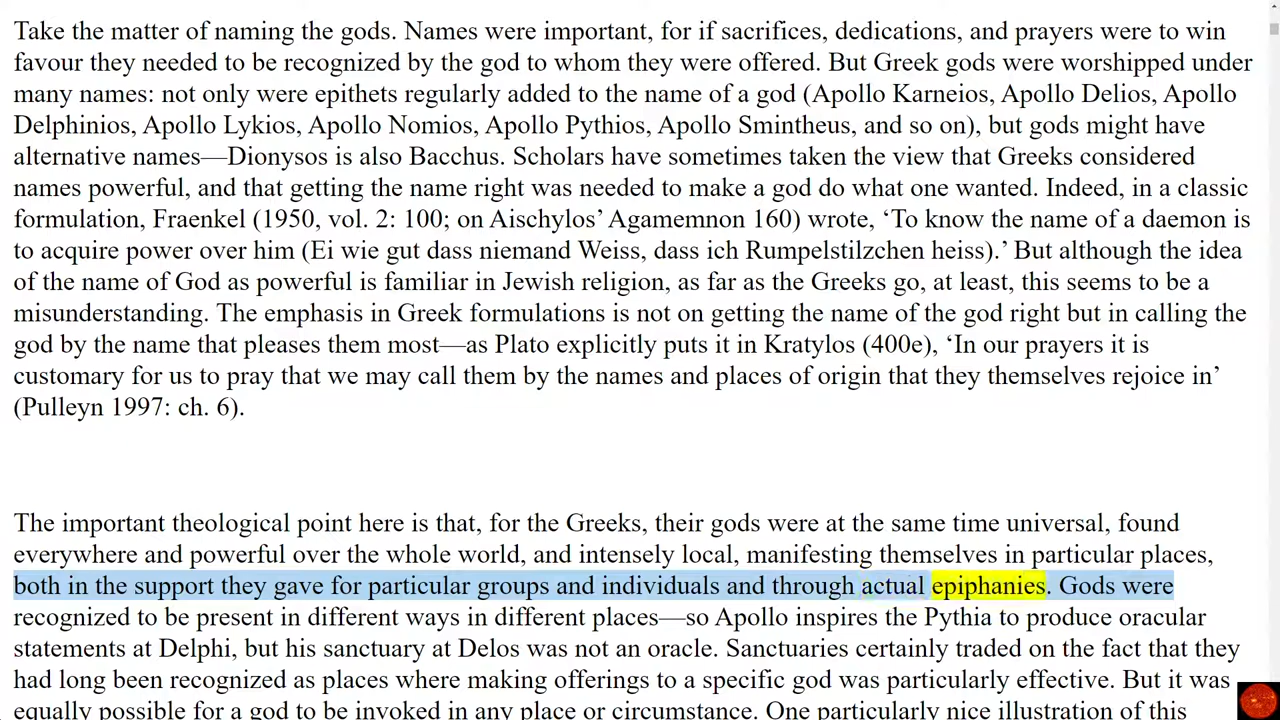 Take the matter of naming the gods. Names were important, for if sacrifices, dedications, and prayers were to win
favour they needed to be recognized by the god to whom they were offered. But Greek gods were worshipped under
many names: not only were epithets regularly added to the name of a god (Apollo Karneios, Apollo Delios, Apollo
Delphinios, Apollo Lykios, Apollo Nomios, Apollo Pythios, Apollo Smintheus, and so on), but gods might have
alternative names—Dionysos is also Bacchus. Scholars have sometimes taken the view that Greeks considered
names powerful, and that getting the name right was needed to make a god do what one wanted. Indeed, in a classic
formulation, Fraenkel (1950, vol. 2: 100; on Aischylos’ Agamemnon 160) wrote, ‘To know the name of a daemon is
to acquire power over him (Ei wie gut dass niemand Weiss, dass ich Rumpelstilzchen heiss).’ But although the idea
of the name of God as powerful is familiar in Jewish religion, as far as the Greeks go, at least, this seems to be a
misunderstanding. The emphasis in Greek formulations is not on getting the name of the god right but in calling the
god by the name that pleases them most—as Plato explicitly puts it in Kratylos (400e), ‘In our prayers it is
customary for us to pray that we may call them by the names and places of origin that they themselves rejoice in’
(Pulleyn 1997: ch. 6).
The important theological point here is that, for the Greeks, their gods were at the same time universal, found
everywhere and powerful over the whole world, and intensely local, manifesting themselves in particular places,
both in the support they gave for particular groups and individuals and through actual epiphanies. Gods were
recognized to be present in different ways in different places—so Apollo inspires the Pythia to produce oracular
statements at Delphi, but his sanctuary at Delos was not an oracle. Sanctuaries certainly traded on the fact that they
had long been recognized as places where making offerings to a specific god was particularly effective. But it was
equally possible for a god to be invoked in any place or circumstance. One particularly nice illustration of this